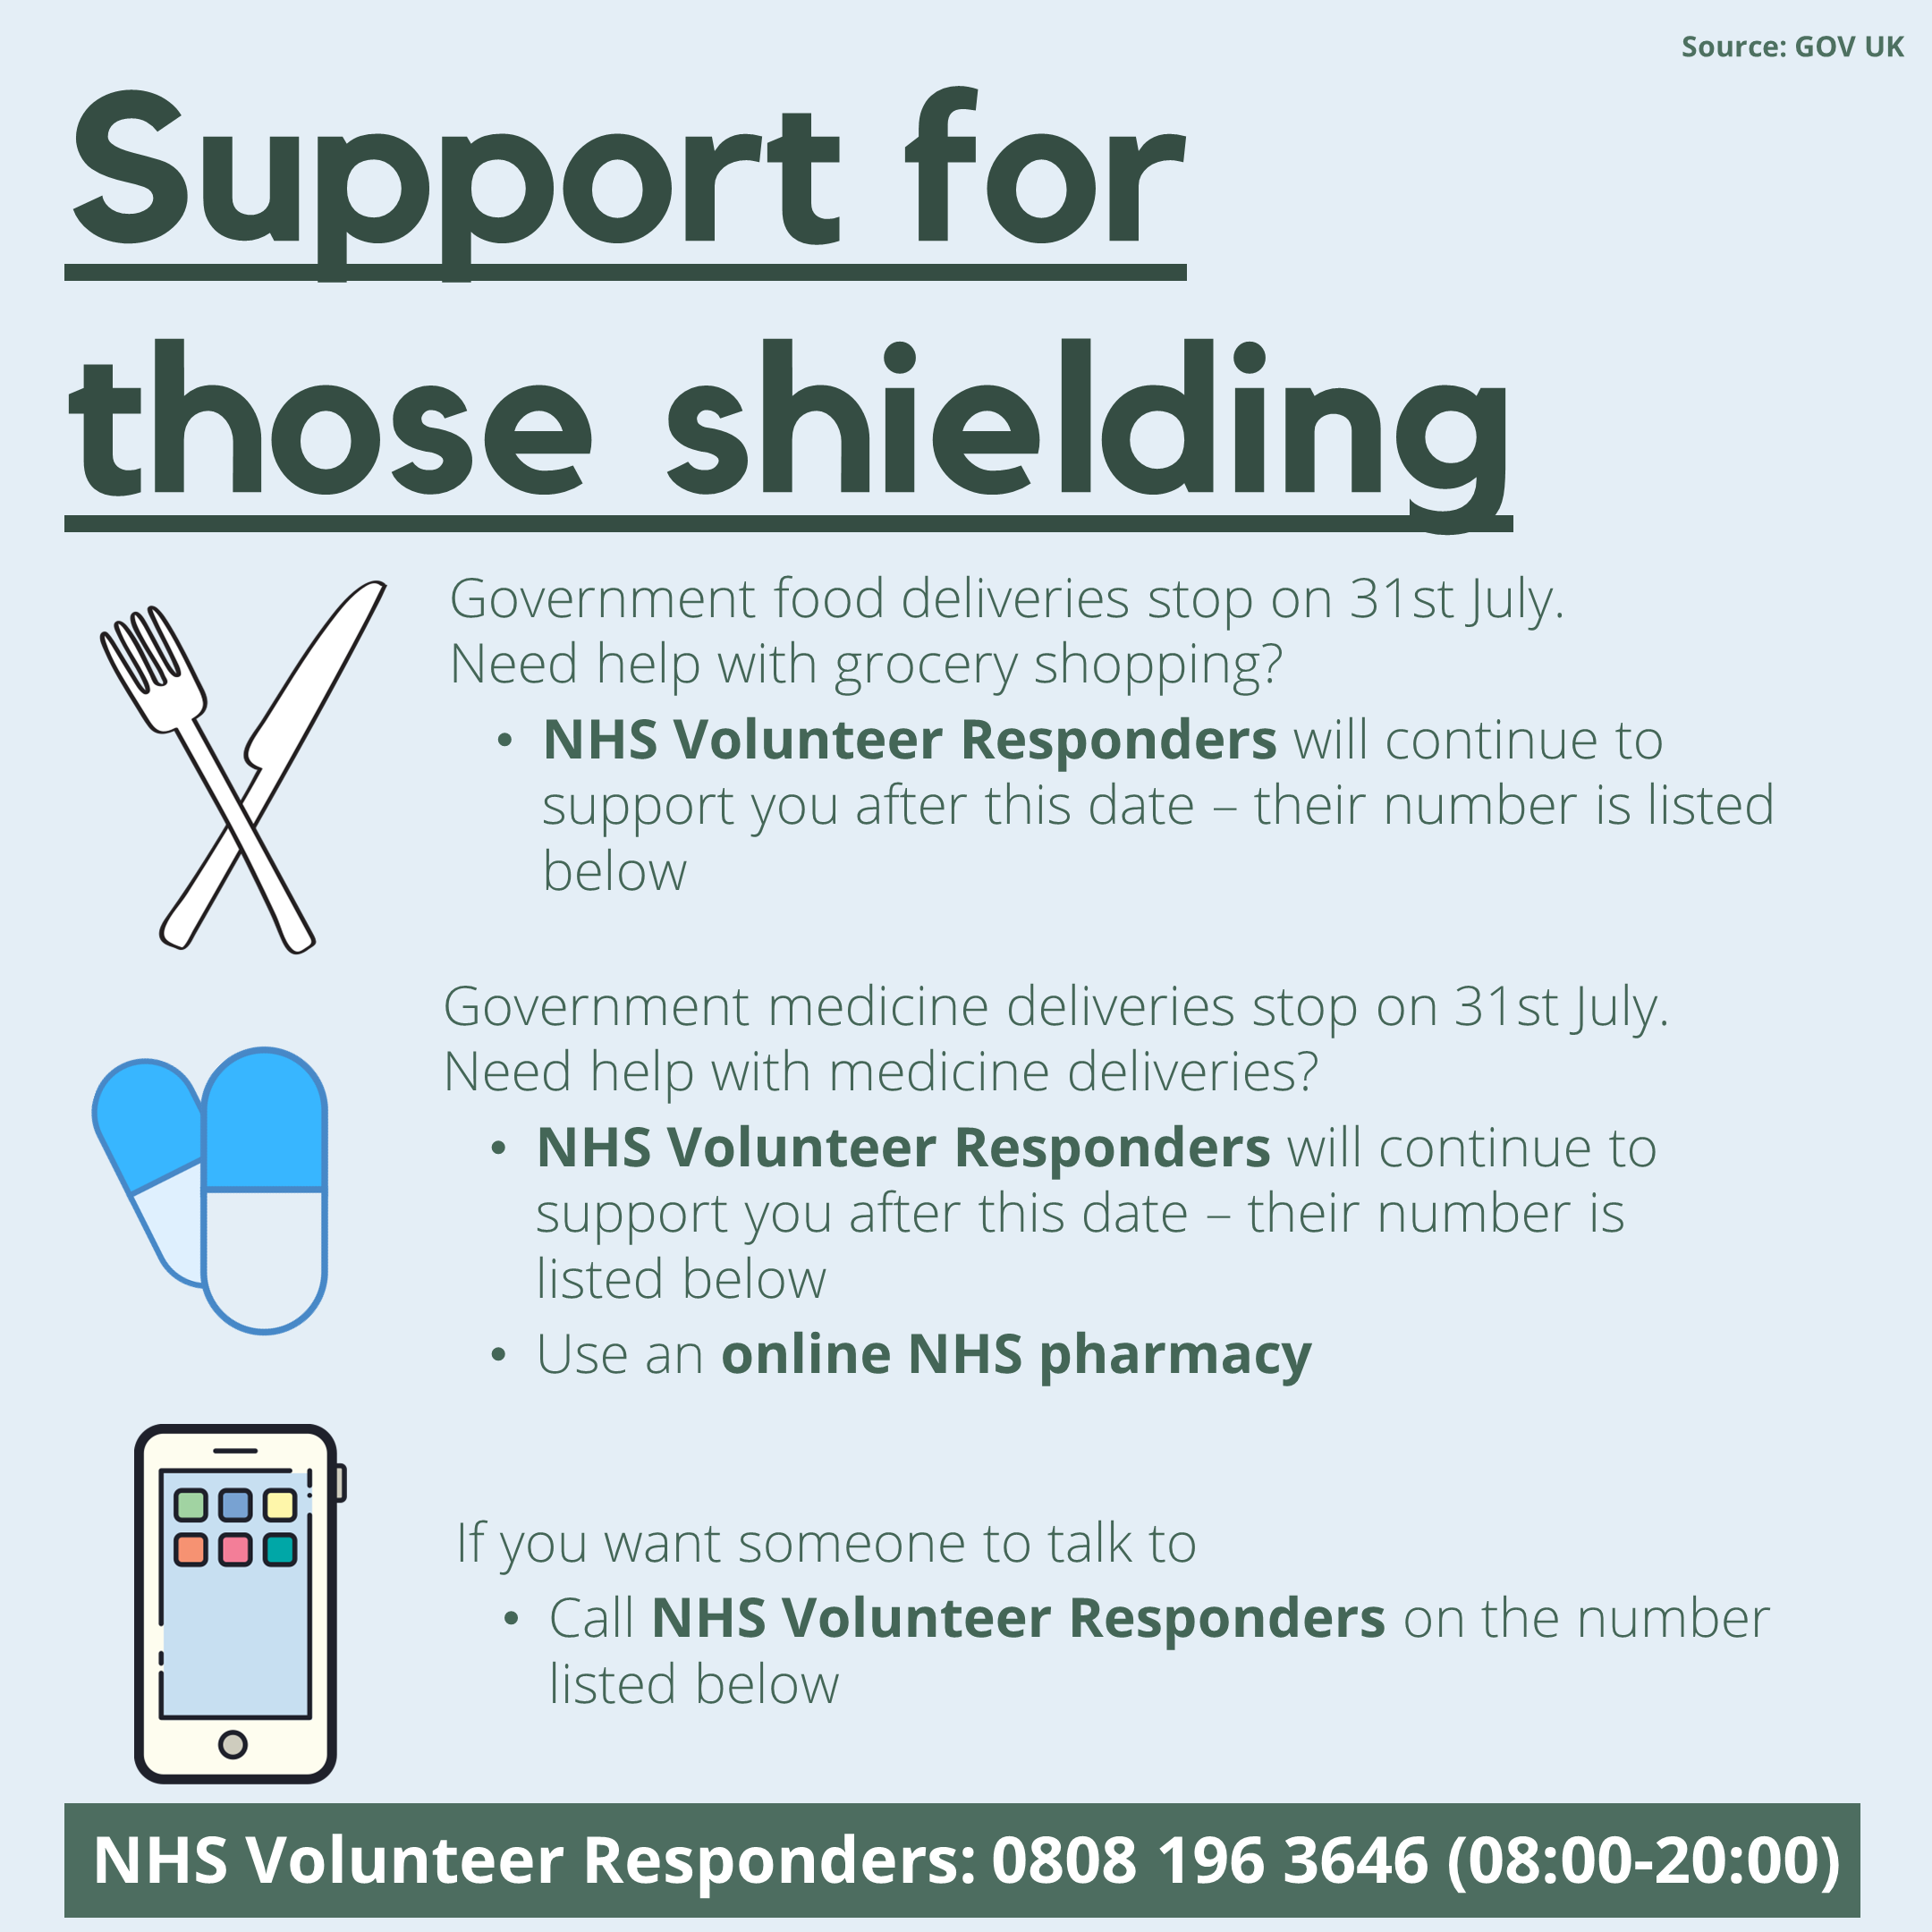 Source: GOV UK
Support for
those shielding
Government food deliveries stop on 31st July.
Need help with grocery shopping?
• NHS Volunteer Responders will continue to
support you after this date – their number is listed
below
Government medicine deliveries stop on 31st July.
Need help with medicine deliveries?
• NHS Volunteer Responders will continue to
support you after this date – their number is
listed below
• Use an online NHS pharmacy
If you want someone to talk to
• Call NHS Volunteer Responders on the number
listed below
NHS Volunteer Responders: 0808 196 3646 (08:00-20:00)